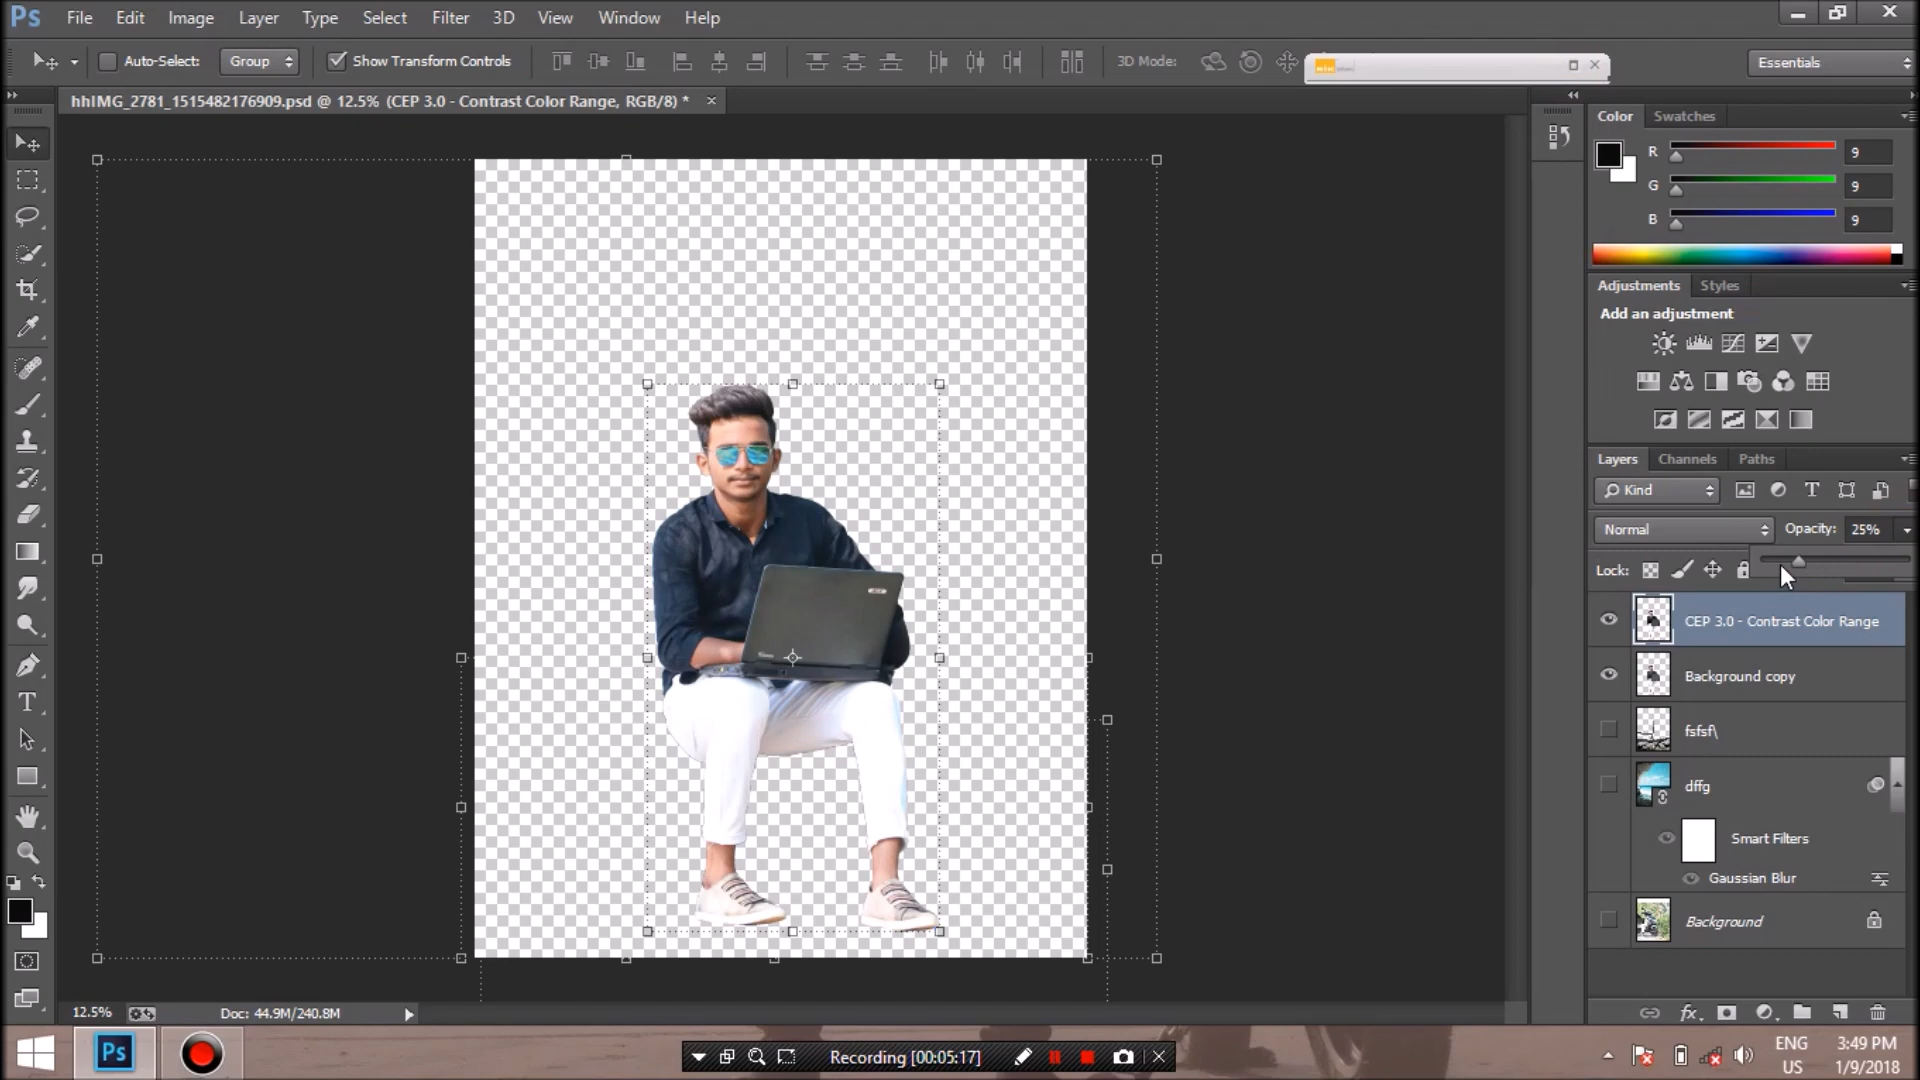 Ps File Edit Image Layer Type Select Filter 3D View Window Help
Auto-Select: Group Show Transform Controls 3D Mode: Essentials
hhIMG_2781_1515482176909.psd @ 12.5% (CEP 3.0 - Contrast Color Range, RGB/8) *
Color Swatches
R 9
G 9
B 9
Adjustments Styles
Add an adjustment
Layers Channels Paths
Kind
Normal Opacity: 25%
Lock:
CEP 3.0 - Contrast Color Range
Background copy
fsfsf\
dffg
Smart Filters
Gaussian Blur
Background
acer
12.5% Doc: 44.9M/240.8M
Ps Recording [00:05:17] ENG 3:49 PM
US 1/9/2018